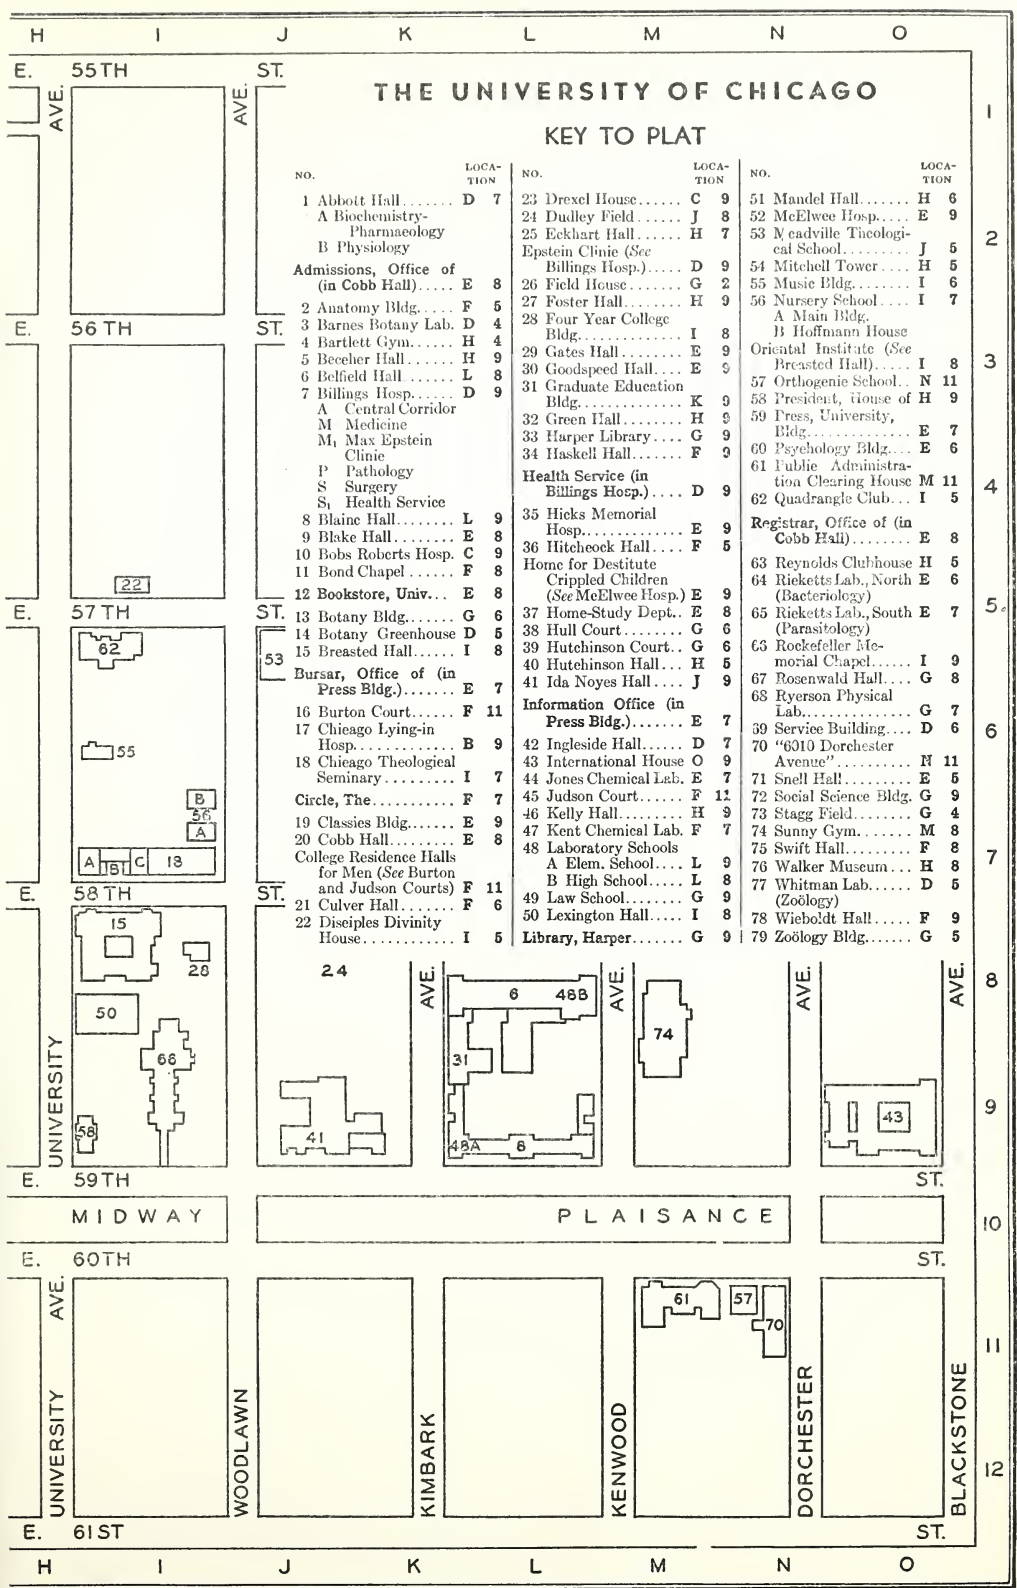 H I J K L M N O
E. 55TH ST.
THE UNIVERSITY OF CHICAGO
KEY TO PLAT
AVE.
AVE.
NO. LOCATION
1 Abbott Hall....... D 7
A Biochemistry-
Pharmacology
B Physiology
Admissions, Office of
(in Cobb Hall)..... E 8
2 Anatomy Bldg..... F 5
3 Barnes Botany Lab. D 4
4 Bartlett Gym...... H 4
5 Beecher Hall...... H 9
6 Belfield Hall...... L 8
7 Billings Hosp...... D 9
A Central Corridor
M Medicine
M₁ Max Epstein
Clinic
P Pathology
S Surgery
S₁ Health Service
8 Blaine Hall........ L 9
9 Blake Hall........ E 8
10 Bobs Roberts Hosp. C 9
11 Bond Chapel...... F 8
12 Bookstore, Univ... E 8
13 Botany Bldg...... G 6
14 Botany Greenhouse D 5
15 Breasted Hall...... I 8
Bursar, Office of (in
Press Bldg.)....... E 7
16 Burton Court...... F 11
17 Chicago Lying-in
Hosp............ B 9
18 Chicago Theological
Seminary......... I 7
Circle, The.......... F 7
19 Classics Bldg...... E 9
20 Cobb Hall........ E 8
College Residence Halls
for Men (See Burton
and Judson Courts) F 11
21 Culver Hall....... F 6
22 Disciples Divinity
House............ I 5
NO. LOCATION
23 Drexel House...... C 9
24 Dudley Field...... J 8
25 Eckhart Hall...... H 7
Epstein Clinic (See
Billings Hosp.)..... D 9
26 Field House....... G 2
27 Foster Hall........ H 9
28 Four Year College
Bldg............. I 8
29 Gates Hall........ E 9
30 Goodspeed Hall.... E 9
31 Graduate Education
Bldg............. K 9
32 Green Hall........ H 9
33 Harper Library.... G 9
34 Haskell Hall....... F 9
Health Service (in
Billings Hosp.).... D 9
35 Hicks Memorial
Hosp............. E 9
36 Hitchcock Hall.... F 5
Home for Destitute
Crippled Children
(See McElwee Hosp.) E 9
37 Home-Study Dept.. E 8
38 Hull Court........ G 6
39 Hutchinson Court.. G 6
40 Hutchinson Hall... H 5
41 Ida Noyes Hall.... J 9
Information Office (in
Press Bldg.)....... E 7
42 Ingleside Hall...... D 7
43 International House O 9
44 Jones Chemical Lab. E 7
45 Judson Court...... F 11
46 Kelly Hall......... H 9
47 Kent Chemical Lab. F 7
48 Laboratory Schools
A Elem. School.... L 9
B High School..... L 8
49 Law School....... G 9
50 Lexington Hall..... I 8
Library, Harper...... G 9
NO. LOCATION
51 Mandel Hall....... H 6
52 McElwee Hosp..... E 9
53 Meadville Theologi-
cal School......... J 5
54 Mitchell Tower.... H 5
55 Music Bldg........ I 6
56 Nursery School.... I 7
A Main Bldg.
B Hoffmann House
Oriental Institute (See
Breasted Hall)..... I 8
57 Orthogenic School.. N 11
58 President, House of H 9
59 Press, University,
Bldg............. E 7
60 Psychology Bldg.... E 6
61 Public Administra-
tion Clearing House M 11
62 Quadrangle Club... I 5
Registrar, Office of (in
Cobb Hall)........ E 8
63 Reynolds Clubhouse H 5
64 Ricketts Lab., North E 6
(Bacteriology)
65 Ricketts Lab., South E 7
(Parasitology)
66 Rockefeller Me-
morial Chapel...... I 9
67 Rosenwald Hall.... G 8
68 Ryerson Physical
Lab.............. G 7
69 Service Building.... D 6
70 "6010 Dorchester
Avenue".......... N 11
71 Snell Hall......... E 5
72 Social Science Bldg. G 9
73 Stagg Field........ G 4
74 Sunny Gym........ M 8
75 Swift Hall......... F 8
76 Walker Museum... H 8
77 Whitman Lab...... D 5
(Zoölogy)
78 Wieboldt Hall..... F 9
79 Zoölogy Bldg...... G 5
1
2
3
4
5
6
7
8
9
10
11
12
E. 56TH ST.
22
E. 57TH ST.
62
53
55
B
56
A
A B1 C 18
E. 58TH ST.
15
28
24
AVE.
AVE.
AVE.
AVE.
6 48B
50
74
66
31
43
58
41
48A 8
UNIVERSITY
E. 59TH ST.
MIDWAY PLAISANCE
E. 60TH ST.
AVE.
61 57
70
UNIVERSITY
WOODLAWN
KIMBARK
KENWOOD
DORCHESTER
BLACKSTONE
E. 61ST ST.
H I J K L M N O